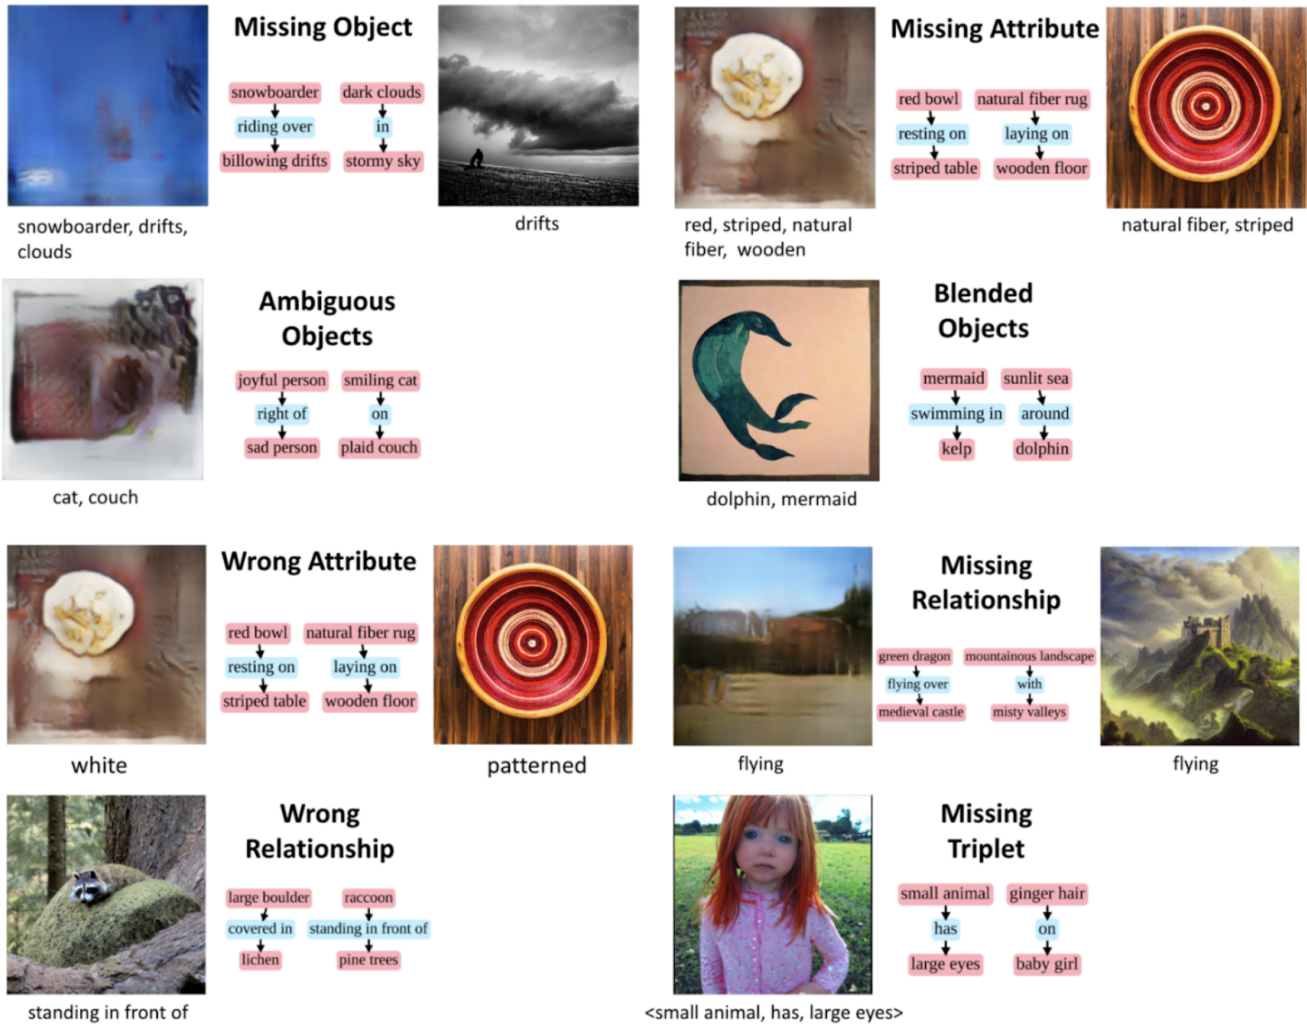 Missing Object
snowboarder
riding over
billowing drifts
dark clouds
in
stormy sky
snowboarder, drifts,
clouds
drifts
Missing Attribute
red bowl
resting on
striped table
natural fiber rug
laying on
wooden floor
red, striped, natural
fiber, wooden
natural fiber, striped
Ambiguous
Objects
joyful person
right of
sad person
smiling cat
on
plaid couch
cat, couch
Blended
Objects
mermaid
swimming in
kelp
sunlit sea
around
dolphin
dolphin, mermaid
Wrong Attribute
red bowl
resting on
striped table
natural fiber rug
laying on
wooden floor
white
patterned
Missing
Relationship
green dragon
flying over
medieval castle
mountainous landscape
with
misty valleys
flying
flying
Wrong
Relationship
large boulder
covered in
lichen
raccoon
standing in front of
pine trees
standing in front of
Missing
Triplet
small animal
has
large eyes
ginger hair
on
baby girl
<small animal, has, large eyes>